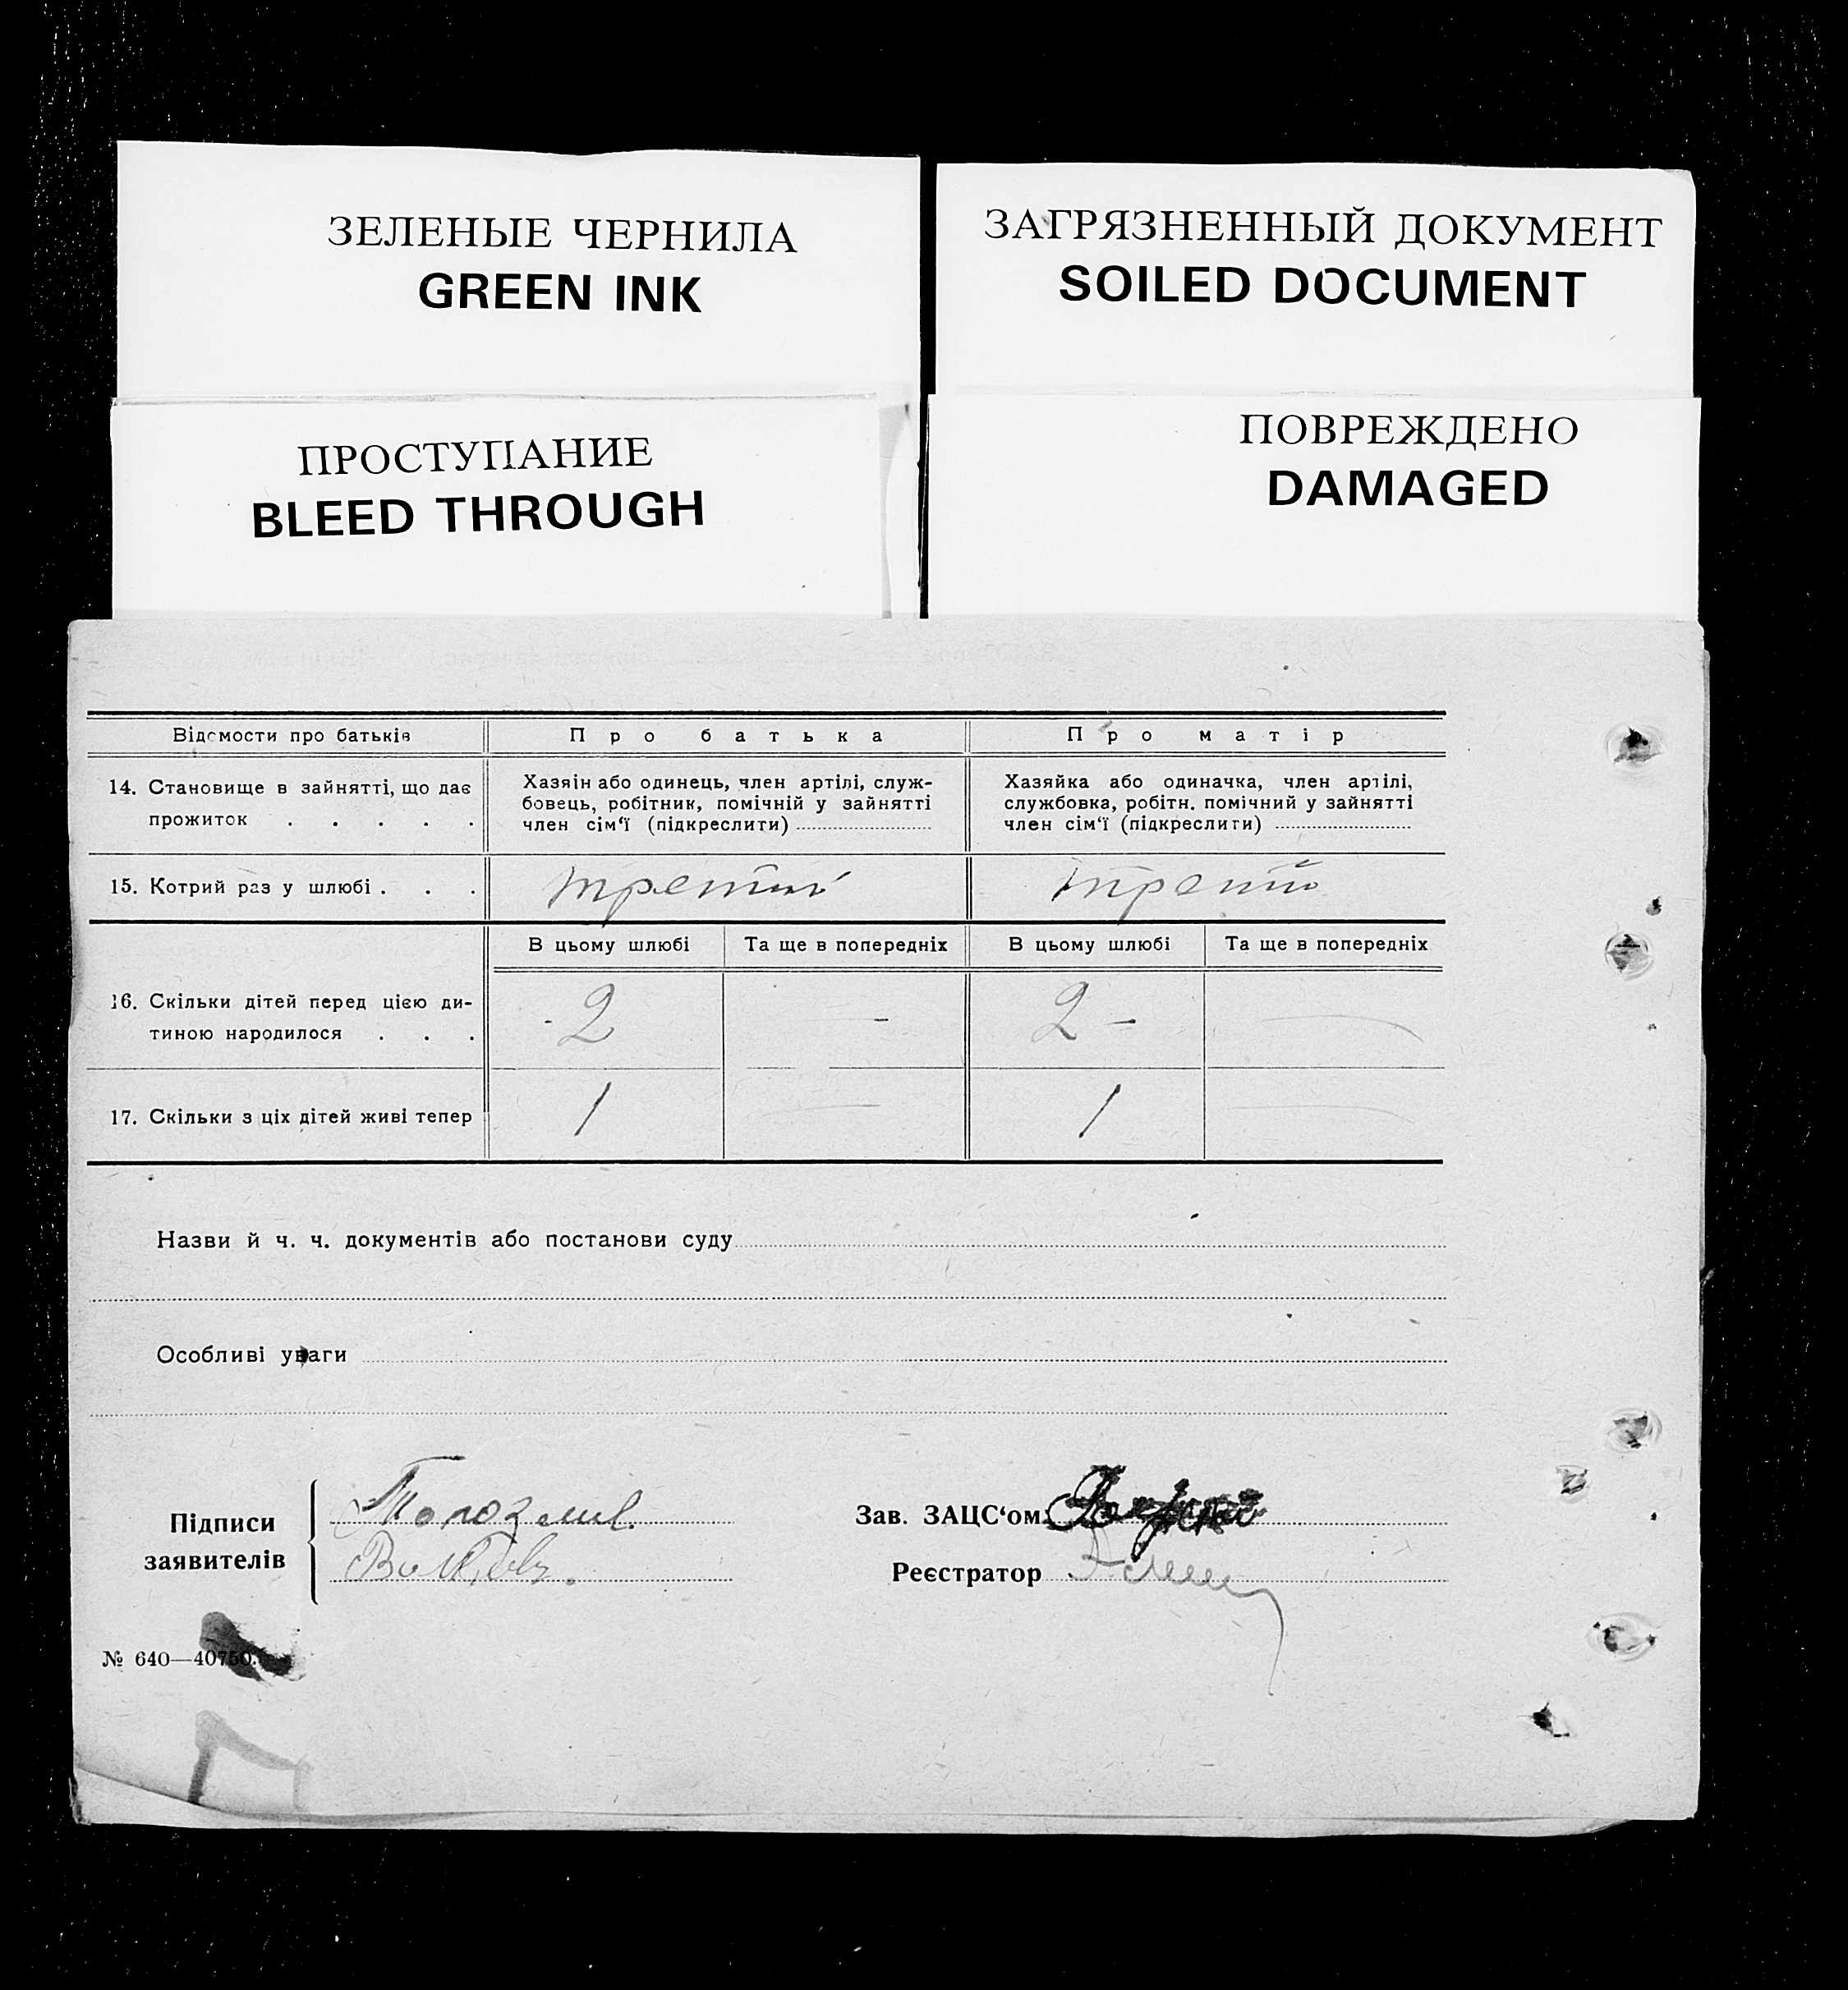 ЗЕЛЕНЫЕ ЧЕРНИЛА
GREEN INK
ЗАГРЯЗНЕННЫЙ ДОКУМЕНТ
SOILED DOCUMENT
ПРОСТУПАНИЕ
BLEED THROUGH
ПОВРЕЖДЕНО
DAMAGED
Відомости про батьків Про батька Про матір
14. Становище в зайнятті, що дає
прожиток . . . . .
Хазяін або одинець, член артілі, служ-
бовець, робітник, помічній у зайнятті
член сім‘ї (підкреслити)
Хазяйка або одиначка, член артілі,
службовка, робітн. помічний у зайнятті
член сім‘ї (підкреслити)
15. Котрий раз у шлюбі . . . третий
В цьому шлюбі Та ще в попередніх В цьому шлюбі Та ще в попередніх
16. Скільки дітей перед цією ди-
тиною народилося . . .
2 - 2 -
17. Скільки з ціх дітей живі тепер 1 1
Назви й ч. ч. документів або постанови суду
Особливі уваги
Підписи
заявителів
Зав. ЗАЦС‘ом
Реєстратор
№ 640—40750.